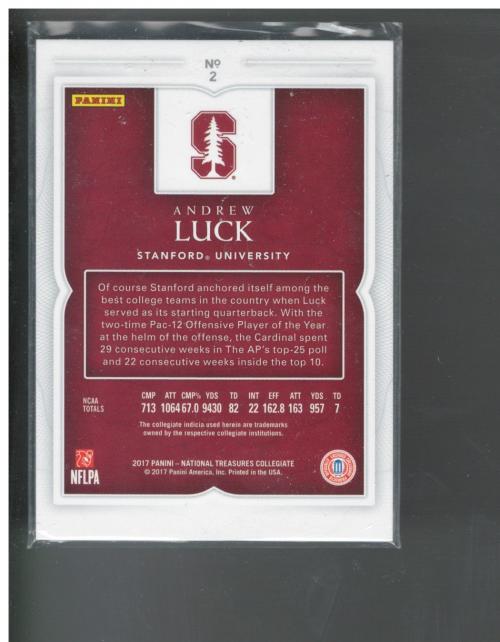 Nº
2
PANINI
S
ANDREW
LUCK
STANFORD® UNIVERSITY
Of course Stanford anchored itself among the
best college teams in the country when Luck
served as its starting quarterback. With the
two-time Pac-12 Offensive Player of the Year
at the helm of the offense, the Cardinal spent
29 consecutive weeks in The AP's top-25 poll
and 22 consecutive weeks inside the top 10.
CMP ATT CMP% YDS TD INT EFF ATT YDS TD
NCAA
TOTALS
713 1064 67.0 9430 82 22 162.8 163 957 7
The collegiate indicia used herein are trademarks
owned by the respective collegiate institutions.
NFLPA
2017 PANINI – NATIONAL TREASURES COLLEGIATE
© 2017 Panini America, Inc. Printed in the USA.